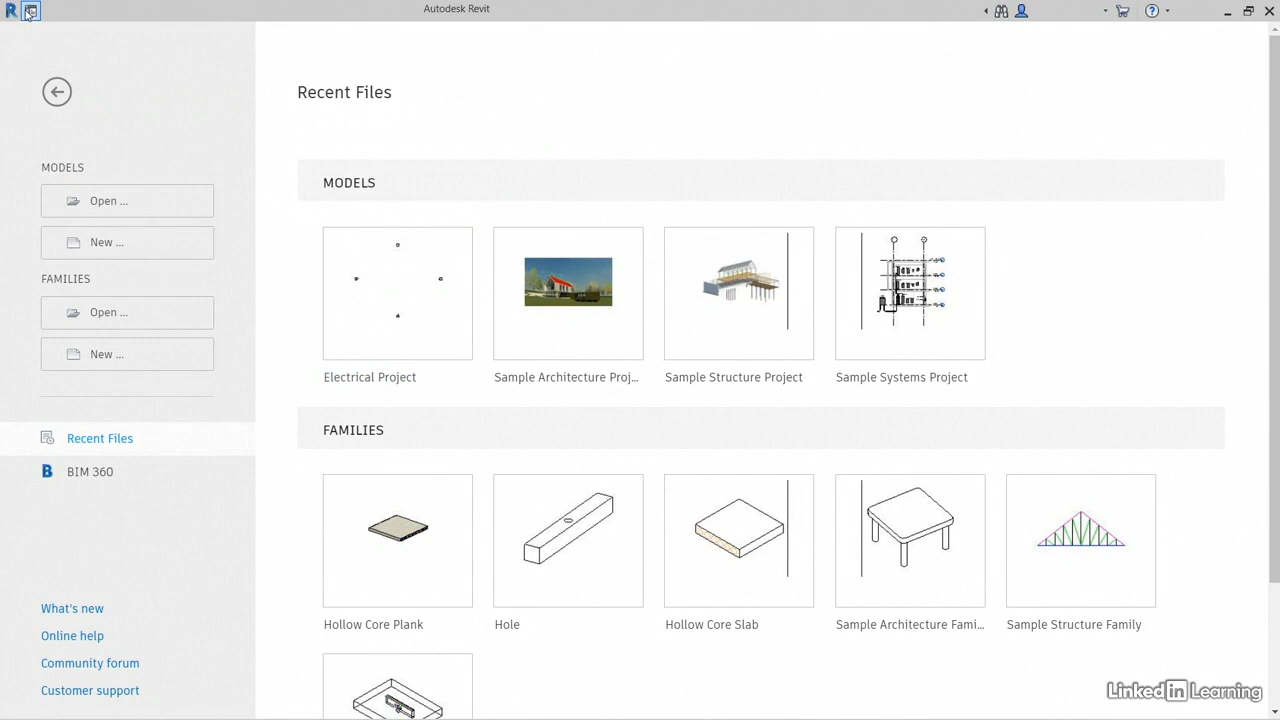 Autodesk Revit
Recent Files
MODELS
Open ...
New ...
FAMILIES
Open ...
New ...
Recent Files
BIM 360
What's new
Online help
Community forum
Customer support
MODELS
Electrical Project
Sample Architecture Proj...
Sample Structure Project
Sample Systems Project
FAMILIES
Hollow Core Plank
Hole
Hollow Core Slab
Sample Architecture Fami...
Sample Structure Family
LinkedIn Learning